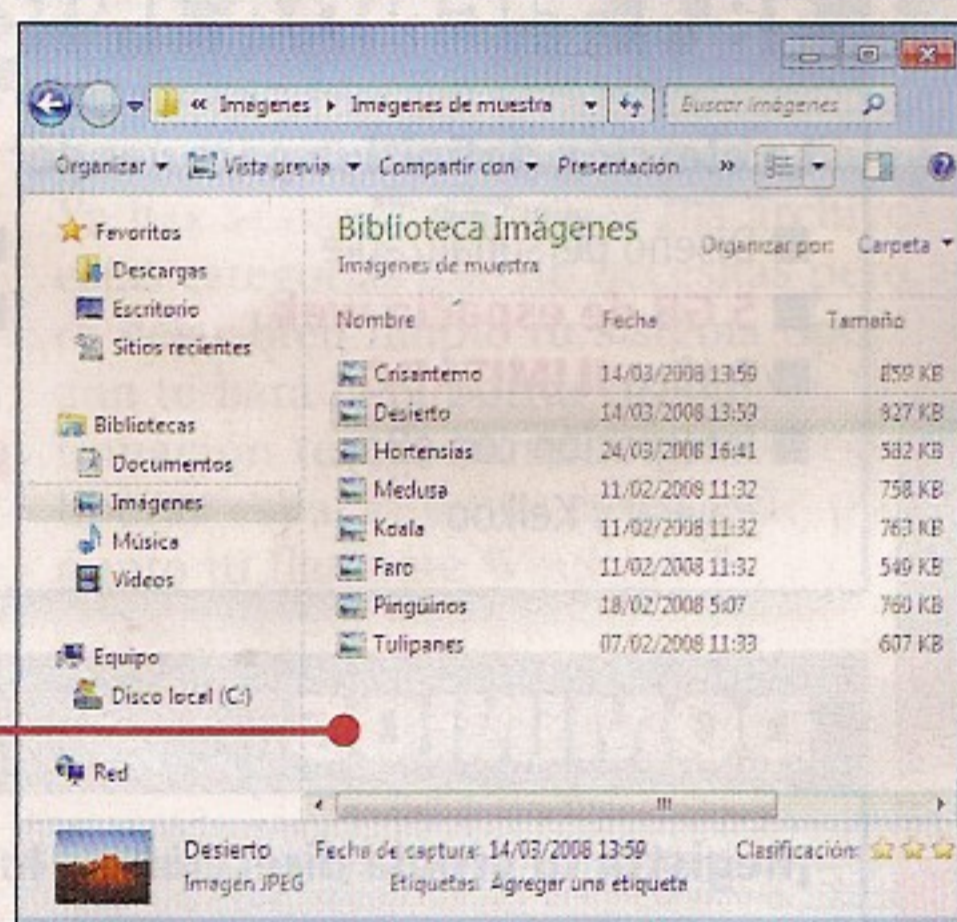 « Imágenes ▸ Imágenes de muestra Buscar imágenes
Organizar Vista previa Compartir con Presentación »
Favoritos
Descargas
Escritorio
Sitios recientes
Bibliotecas
Documentos
Imágenes
Música
Vídeos
Equipo
Disco local (C:)
Red
Biblioteca Imágenes
Imágenes de muestra
Organizar por: Carpeta
Nombre Fecha Tamaño
Crisantemo 14/03/2008 13:59 859 KB
Desierto 14/03/2008 13:59 827 KB
Hortensias 24/03/2008 16:41 582 KB
Medusa 11/02/2008 11:32 758 KB
Koala 11/02/2008 11:32 763 KB
Faro 11/02/2008 11:32 549 KB
Pingüinos 18/02/2008 5:07 760 KB
Tulipanes 07/02/2008 11:33 607 KB
Desierto Fecha de captura: 14/03/2008 13:59 Clasificación:
Imagen JPEG Etiquetas: Agregar una etiqueta